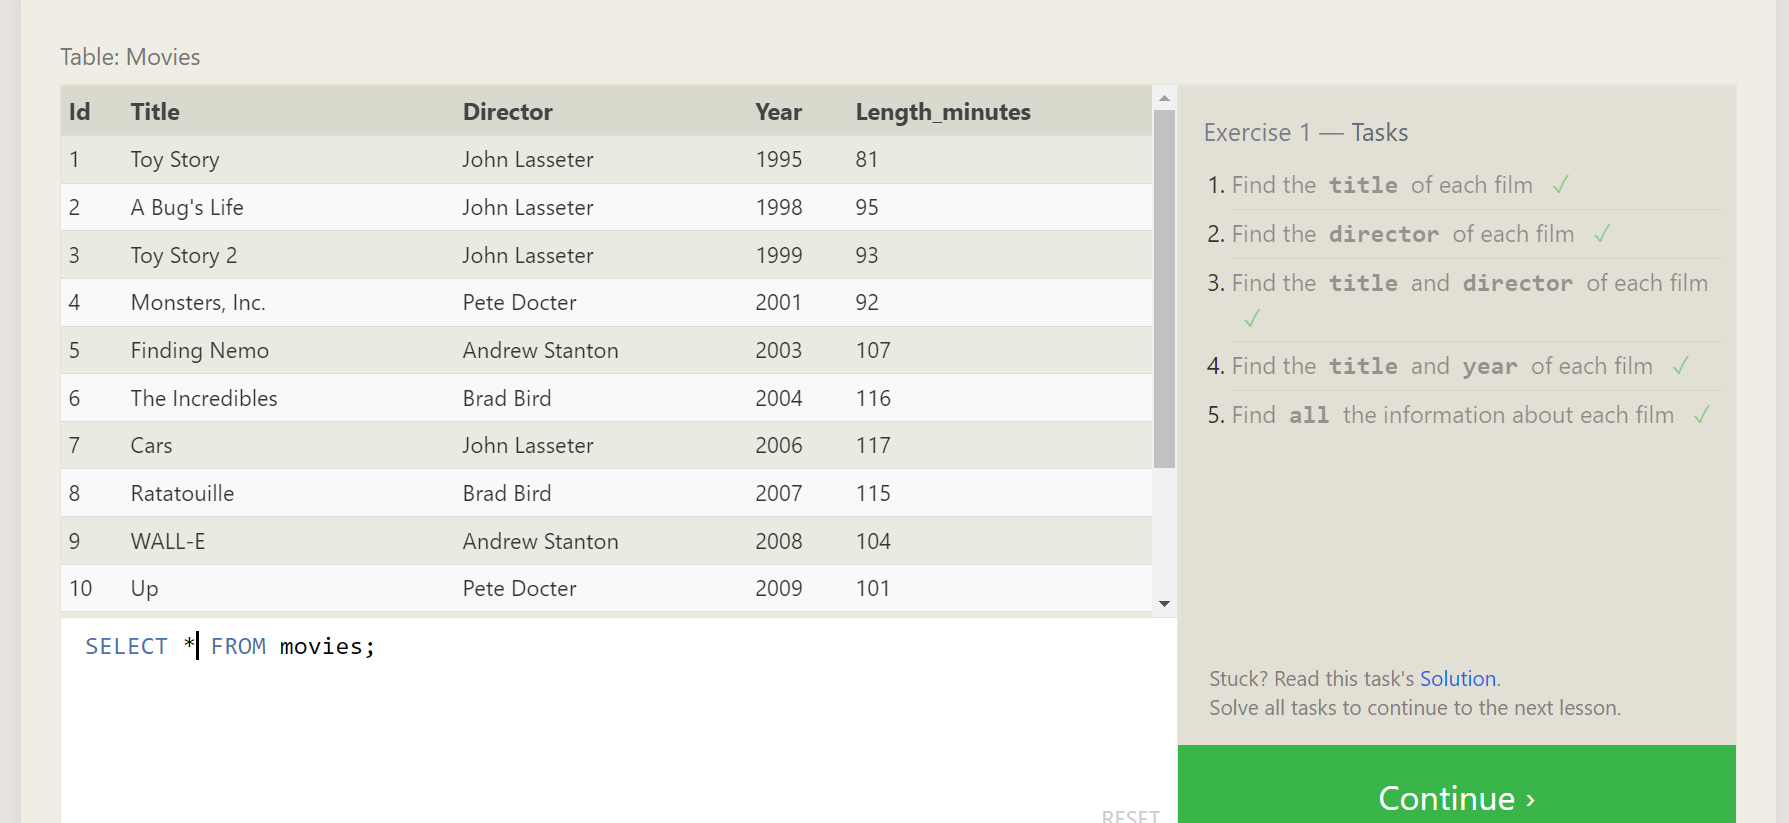 Table: Movies
Id Title Director Year Length_minutes
1 Toy Story John Lasseter 1995 81
2 A Bug's Life John Lasseter 1998 95
3 Toy Story 2 John Lasseter 1999 93
4 Monsters, Inc. Pete Docter 2001 92
5 Finding Nemo Andrew Stanton 2003 107
6 The Incredibles Brad Bird 2004 116
7 Cars John Lasseter 2006 117
8 Ratatouille Brad Bird 2007 115
9 WALL-E Andrew Stanton 2008 104
10 Up Pete Docter 2009 101
SELECT * FROM movies;
RESET
Exercise 1 — Tasks
1. Find the title of each film ✓
2. Find the director of each film ✓
3. Find the title and director of each film
✓
4. Find the title and year of each film ✓
5. Find all the information about each film ✓
Stuck? Read this task's Solution.
Solve all tasks to continue to the next lesson.
Continue ›